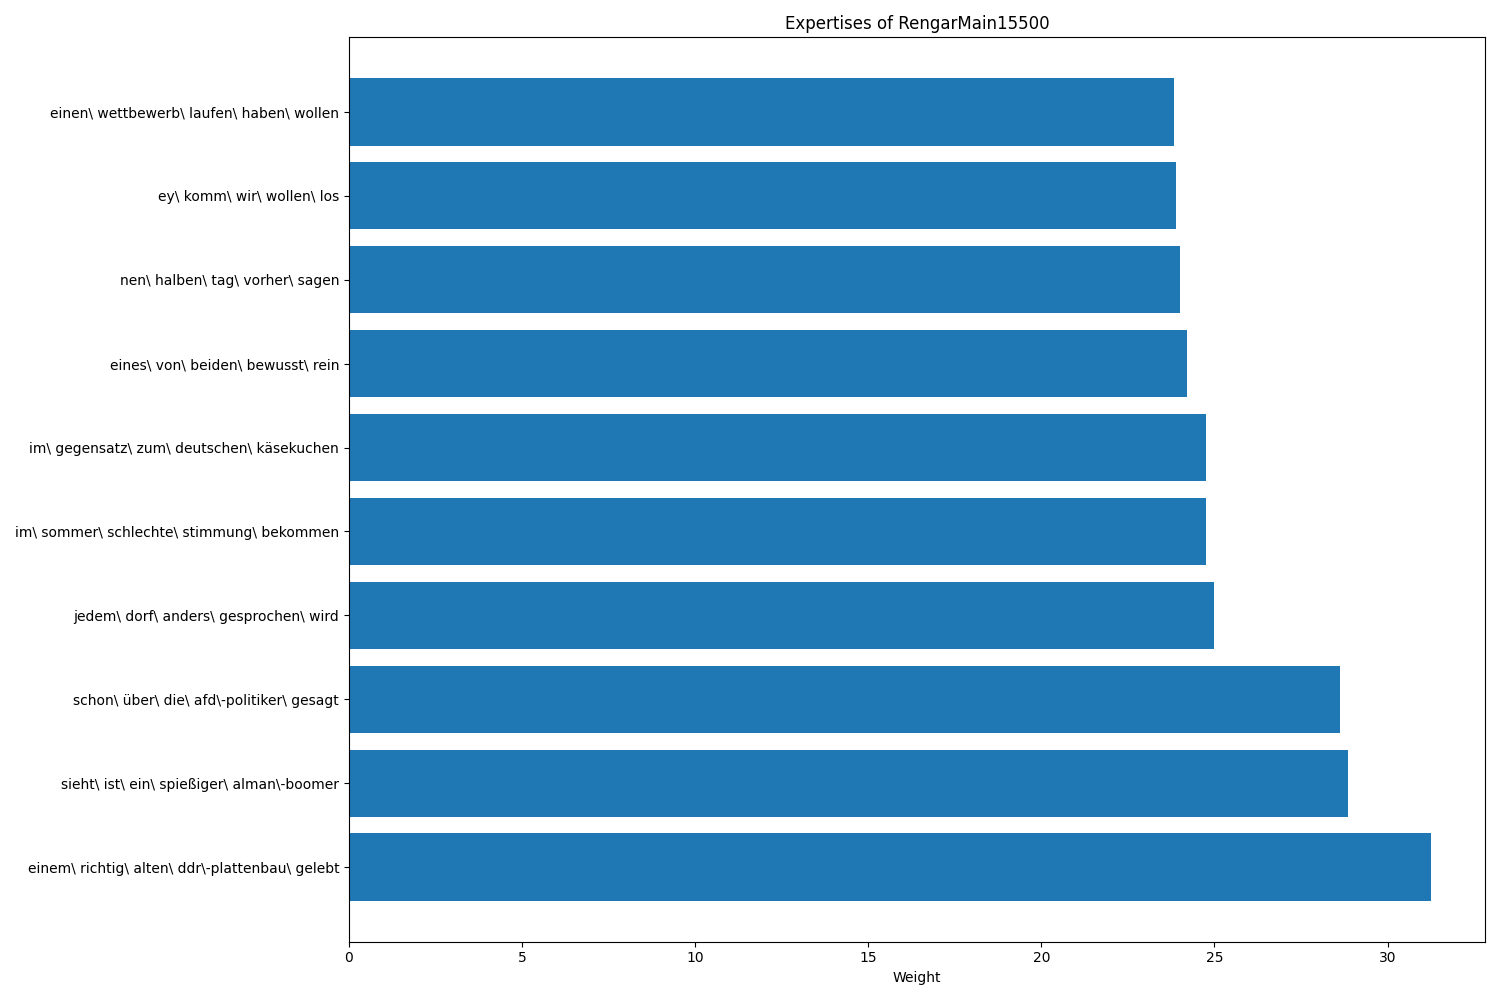 Expertises of RengarMain15500
einen\ wettbewerb\ laufen\ haben\ wollen
ey\ komm\ wir\ wollen\ los
nen\ halben\ tag\ vorher\ sagen
eines\ von\ beiden\ bewusst\ rein
im\ gegensatz\ zum\ deutschen\ käsekuchen
im\ sommer\ schlechte\ stimmung\ bekommen
jedem\ dorf\ anders\ gesprochen\ wird
schon\ über\ die\ afd\-politiker\ gesagt
sieht\ ist\ ein\ spießiger\ alman\-boomer
einem\ richtig\ alten\ ddr\-plattenbau\ gelebt
0 5 10 15 20 25 30
Weight